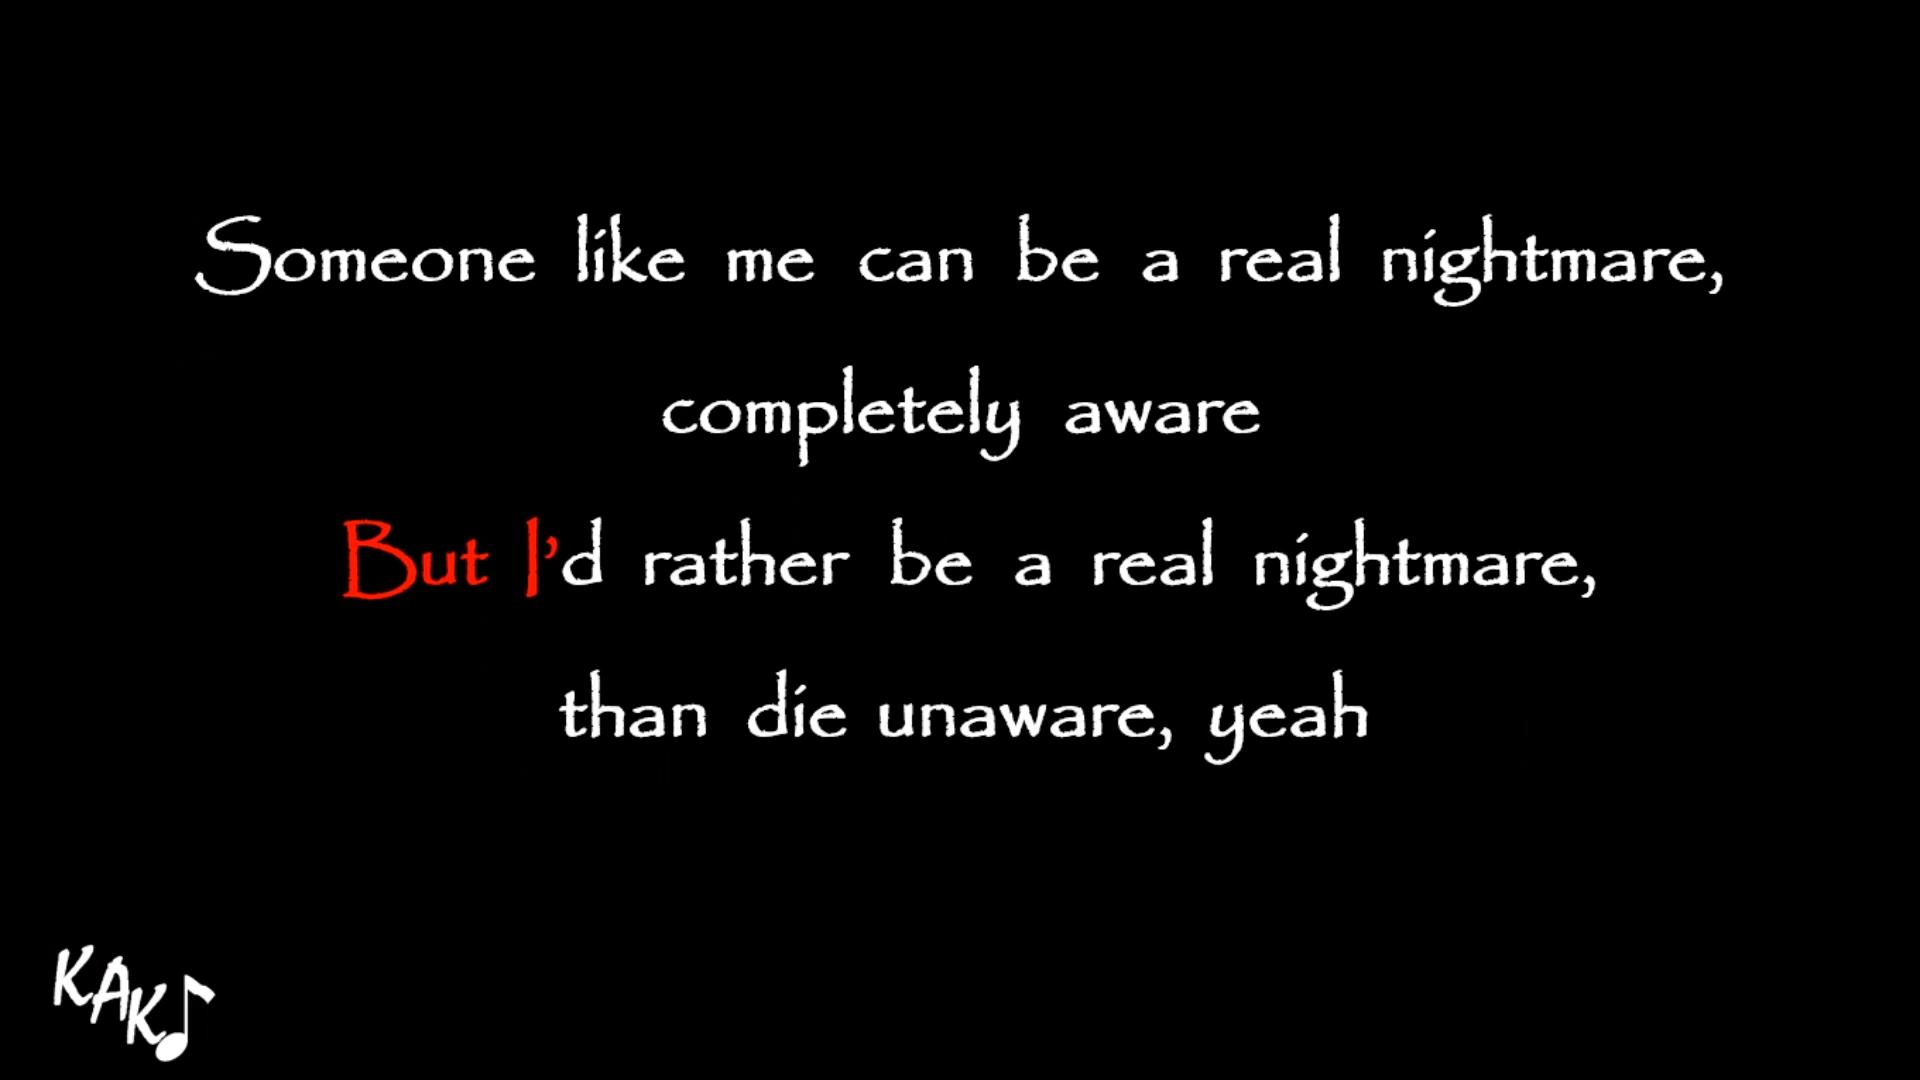 Someone like me can be a real nightmare,
completely aware
But I’d rather be a real nightmare,
than die unaware, yeah
KAK